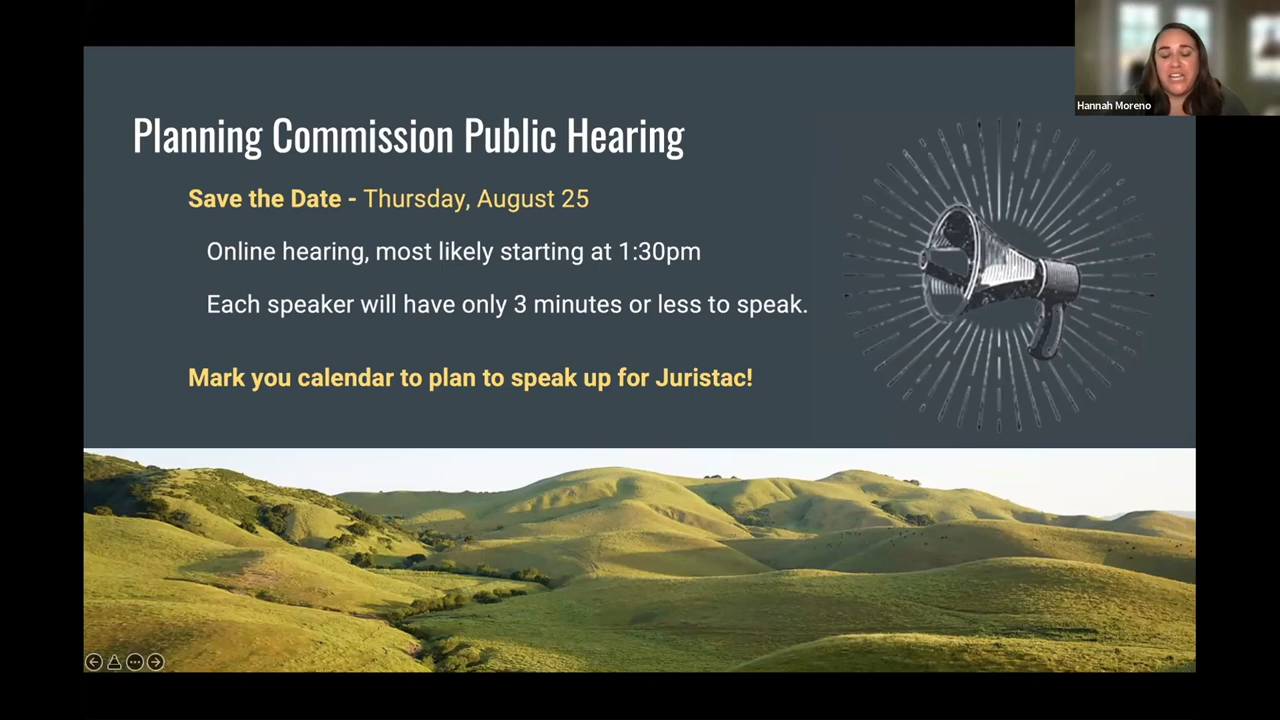 Hannah Moreno
Planning Commission Public Hearing
Save the Date - Thursday, August 25
Online hearing, most likely starting at 1:30pm
Each speaker will have only 3 minutes or less to speak.
Mark you calendar to plan to speak up for Juristac!